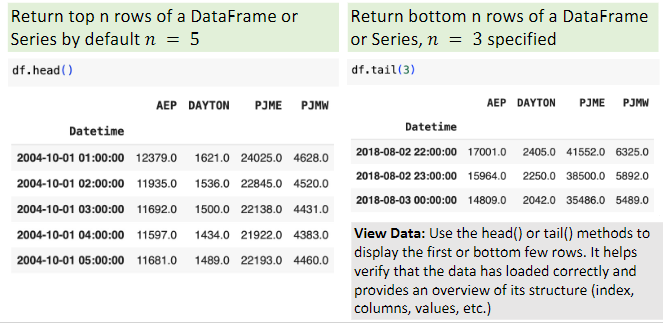 Return top n rows of a DataFrame or
Series by default n = 5
df.head()
AEP DAYTON PJME PJMW
Datetime
2004-10-01 01:00:00 12379.0 1621.0 24025.0 4628.0
2004-10-01 02:00:00 11935.0 1536.0 22845.0 4520.0
2004-10-01 03:00:00 11692.0 1500.0 22138.0 4431.0
2004-10-01 04:00:00 11597.0 1434.0 21922.0 4383.0
2004-10-01 05:00:00 11681.0 1489.0 22193.0 4460.0
Return bottom n rows of a DataFrame
or Series, n = 3 specified
df.tail(3)
AEP DAYTON PJME PJMW
Datetime
2018-08-02 22:00:00 17001.0 2405.0 41552.0 6325.0
2018-08-02 23:00:00 15964.0 2250.0 38500.0 5892.0
2018-08-03 00:00:00 14809.0 2042.0 35486.0 5489.0
View Data: Use the head() or tail() methods to
display the first or bottom few rows. It helps
verify that the data has loaded correctly and
provides an overview of its structure (index,
columns, values, etc.)